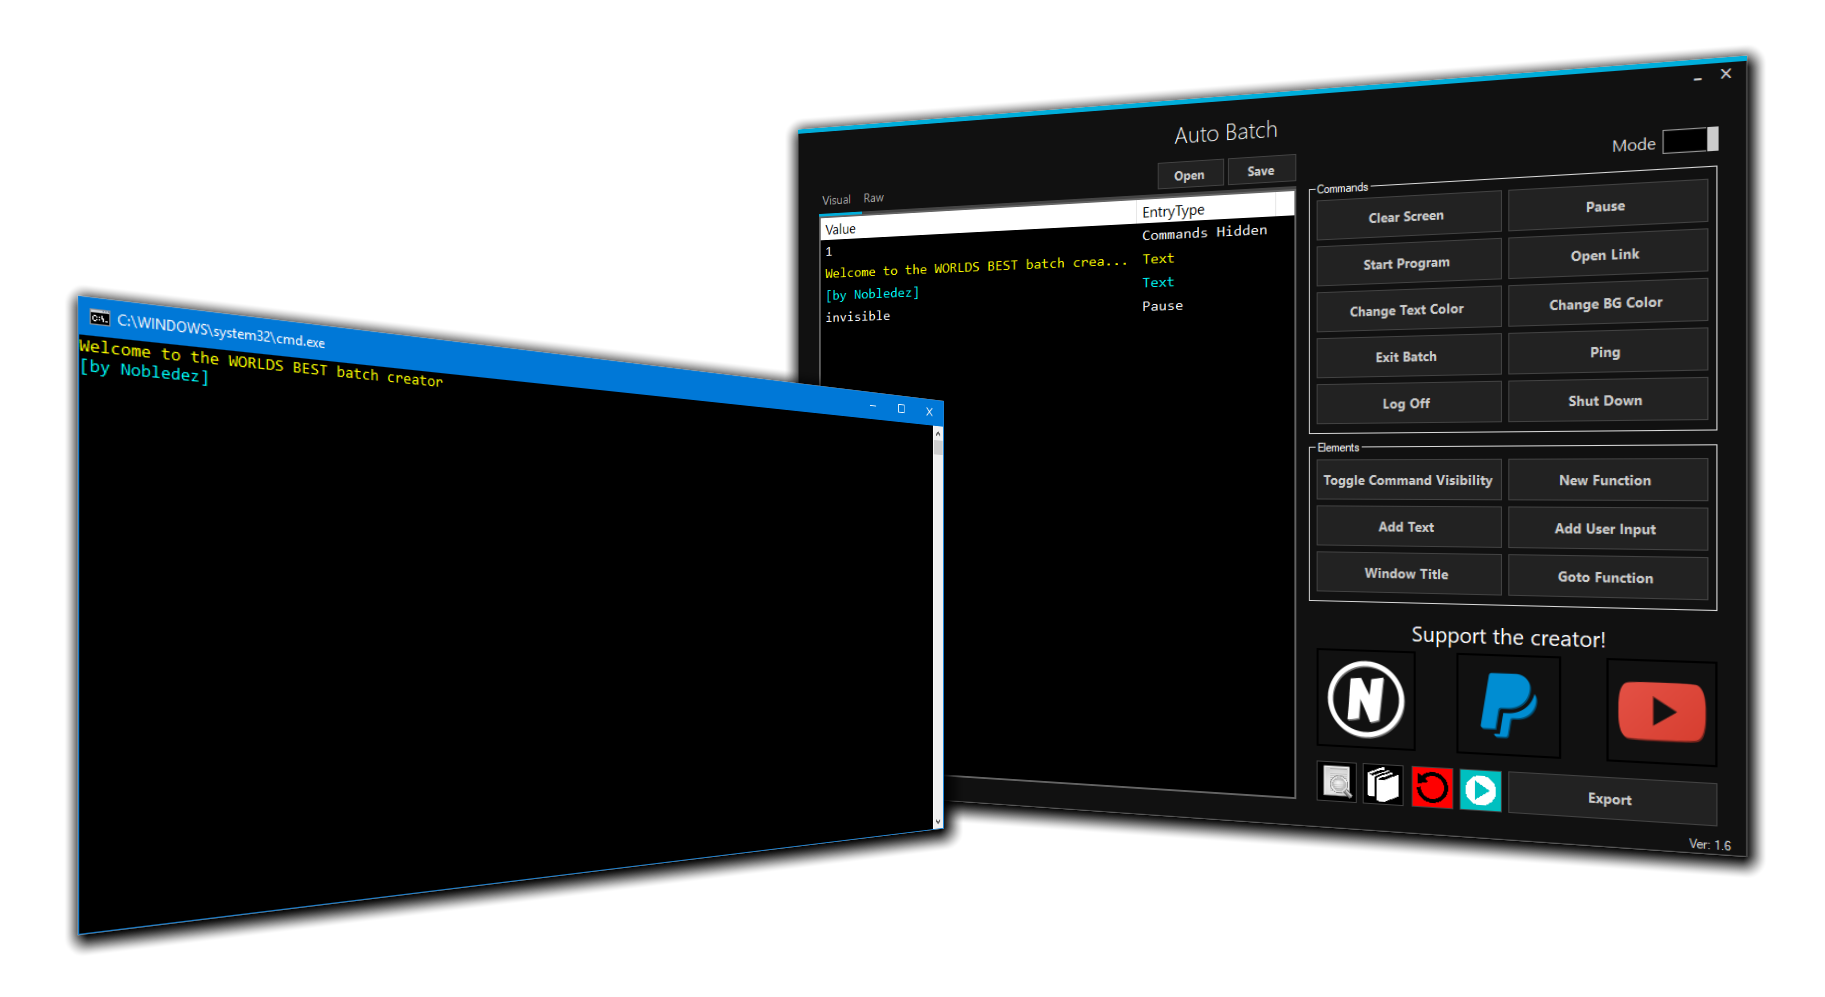 C:\WINDOWS\system32\cmd.exe
Welcome to the WORLDS BEST batch creator
[by Nobledez]
Auto Batch
Mode
Open Save
Visual Raw
Value EntryType
1 Commands Hidden
Welcome to the WORLDS BEST batch crea... Text
[by Nobledez] Text
invisible Pause
Commands
Clear Screen Pause
Start Program Open Link
Change Text Color Change BG Color
Exit Batch Ping
Log Off Shut Down
Elements
Toggle Command Visibility New Function
Add Text Add User Input
Window Title Goto Function
Support the creator!
N
Export
Ver: 1.6